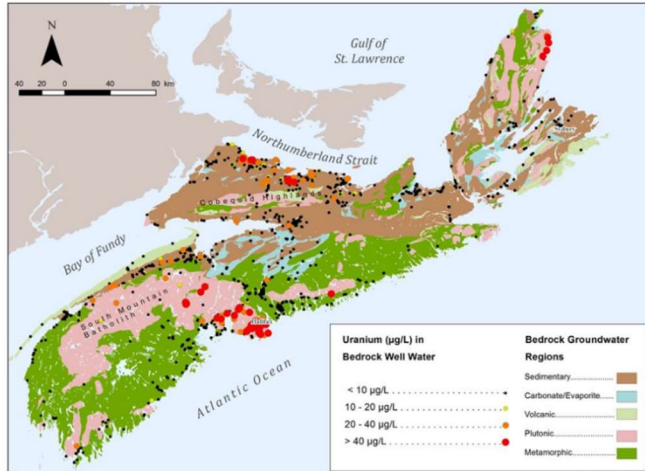 N
40 20 0 40 80 km
Gulf of
St. Lawrence
Northumberland Strait
Sydney
Cobequid Highlands
Bay of Fundy
South Mountain
Batholith
Halifax
Atlantic Ocean
Uranium (µg/L) in
Bedrock Well Water
< 10 µg/L
10 - 20 µg/L
20 - 40 µg/L
> 40 µg/L
Bedrock Groundwater
Regions
Sedimentary
Carbonate/Evaporite
Volcanic
Plutonic
Metamorphic